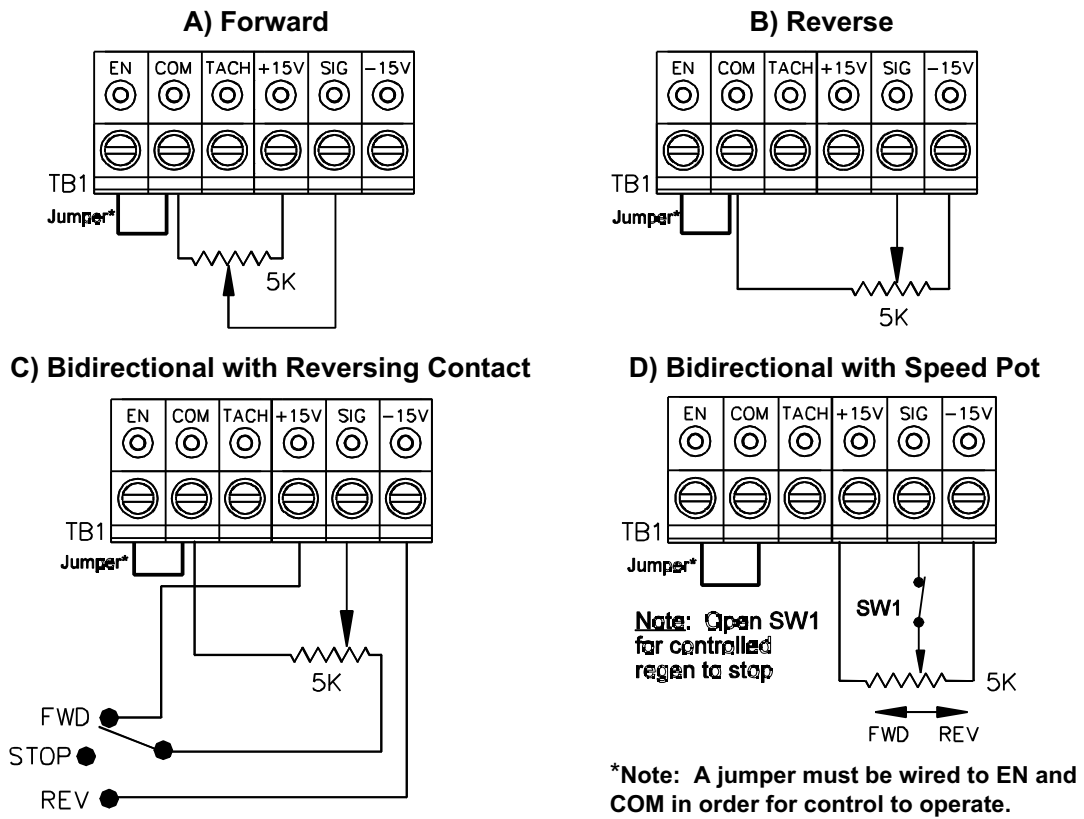 A) Forward
EN COM TACH +15V SIG −15V
TB1
Jumper*
5K
B) Reverse
EN COM TACH +15V SIG −15V
TB1
Jumper*
5K
C) Bidirectional with Reversing Contact
EN COM TACH +15V SIG −15V
TB1
Jumper*
5K
FWD
STOP
REV
D) Bidirectional with Speed Pot
EN COM TACH +15V SIG −15V
TB1
Jumper*
SW1
Note: Open SW1
for controlled
regen to stop
5K
FWD REV
*Note: A jumper must be wired to EN and
COM in order for control to operate.